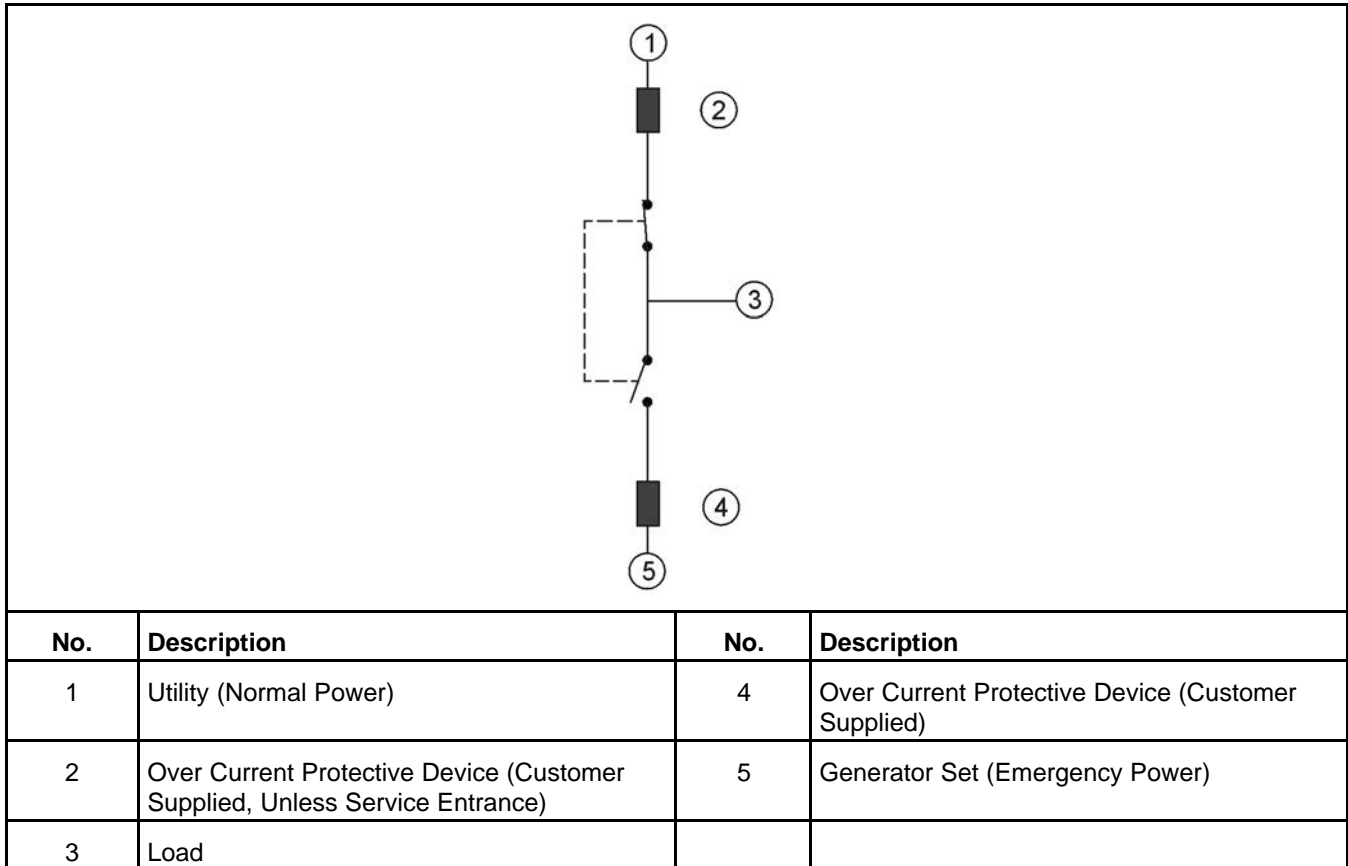 1
2
3
4
5
No. Description No. Description
1 Utility (Normal Power) 4 Over Current Protective Device (Customer
Supplied)
2 Over Current Protective Device (Customer
Supplied, Unless Service Entrance) 5 Generator Set (Emergency Power)
3 Load